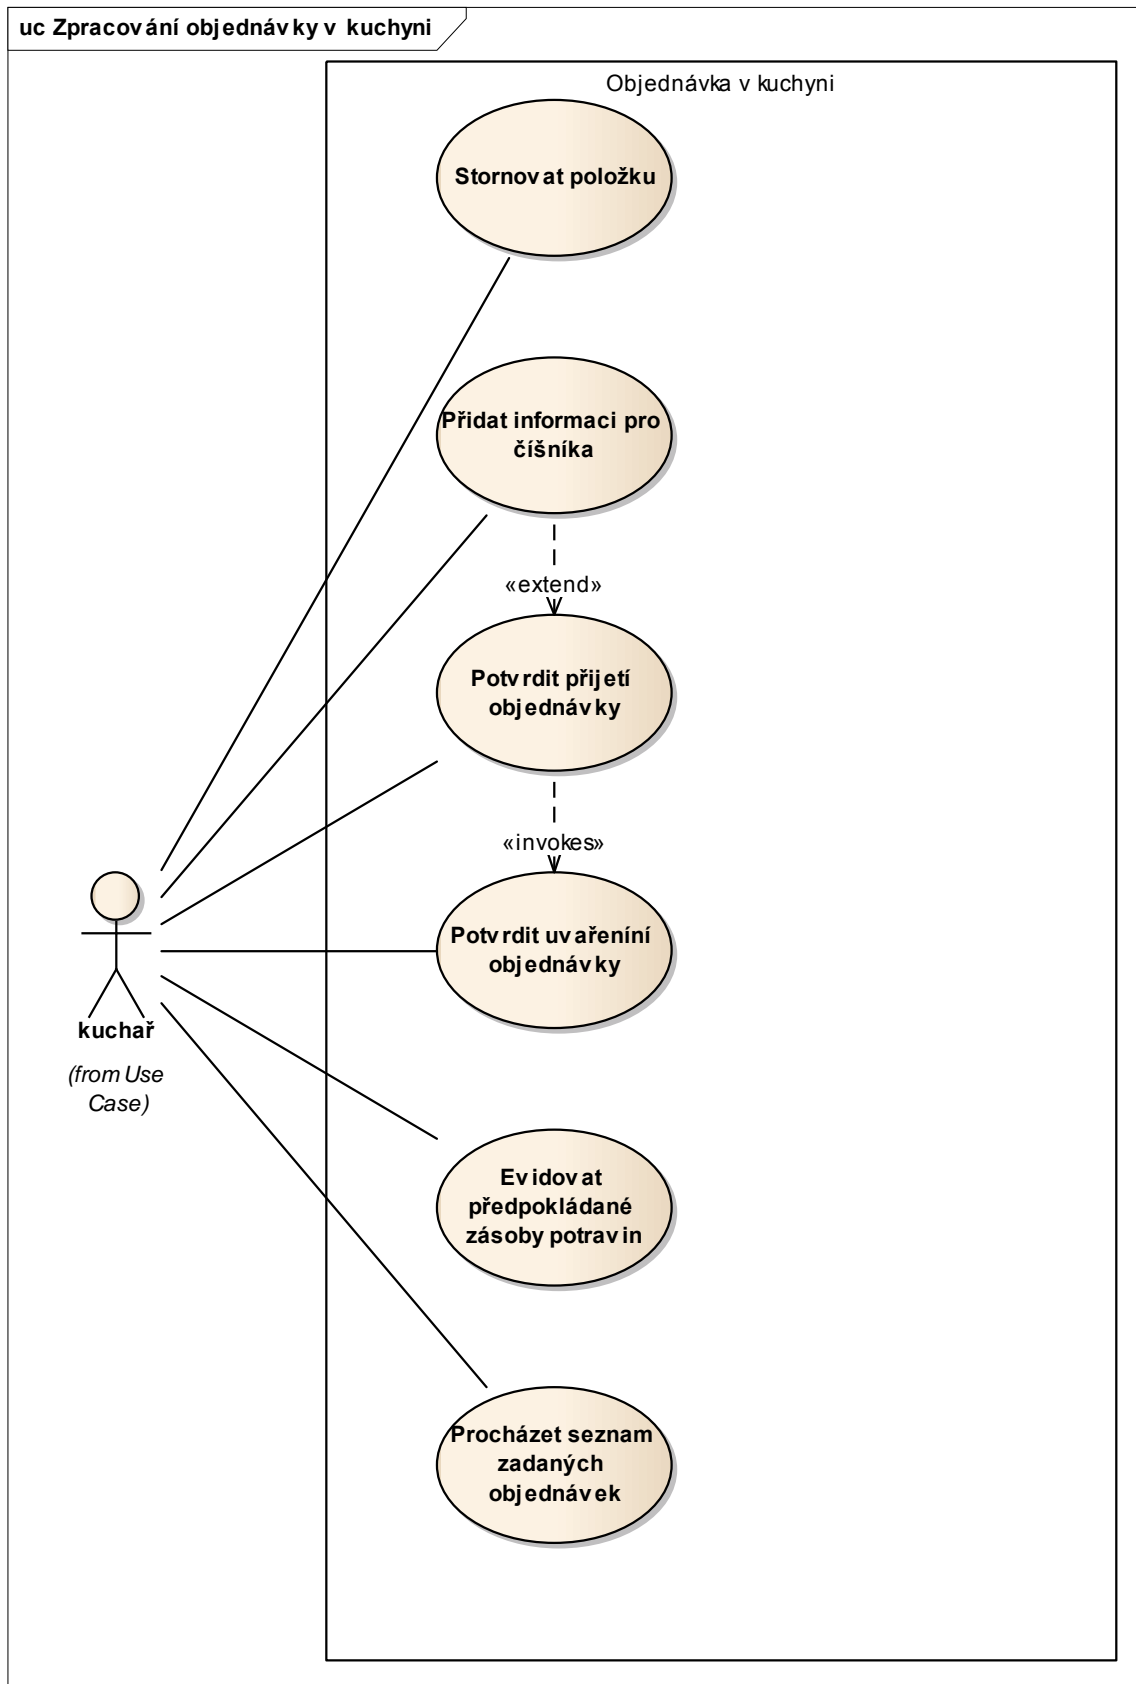 uc Zpracování objednávky v kuchyni
Objednávka v kuchyni
Stornovat položku
Přidat informaci pro
číšníka
«extend»
Potvrdit přijetí
objednávky
«invokes»
Potvrdit uvařeníní
objednávky
kuchař
(from Use
Case)
Evidovat
předpokládané
zásoby potravin
Procházet seznam
zadaných
objednávek